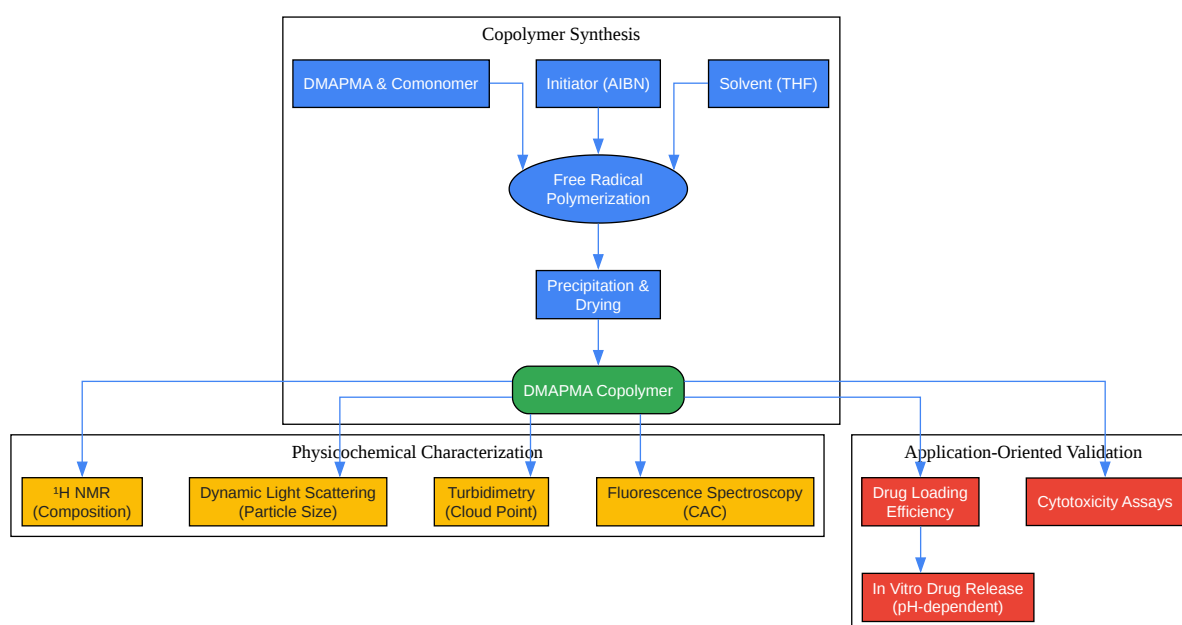 Copolymer Synthesis
DMAPMA & Comonomer
Initiator (AIBN)
Solvent (THF)
Free Radical
Polymerization
Precipitation &
Drying
DMAPMA Copolymer
Physicochemical Characterization
Application-Oriented Validation
¹H NMR
(Composition)
Dynamic Light Scattering
(Particle Size)
Turbidimetry
(Cloud Point)
Fluorescence Spectroscopy
(CAC)
Drug Loading
Efficiency
Cytotoxicity Assays
In Vitro Drug Release
(pH-dependent)